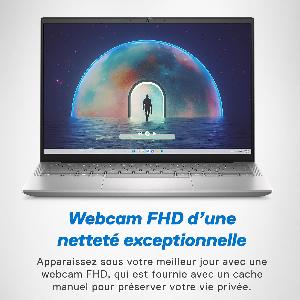 Webcam FHD d'une
netteté exceptionnelle
Apparaissez sous votre meilleur jour avec une
webcam FHD, qui est fournie avec un cache
manuel pour préserver votre vie privée.